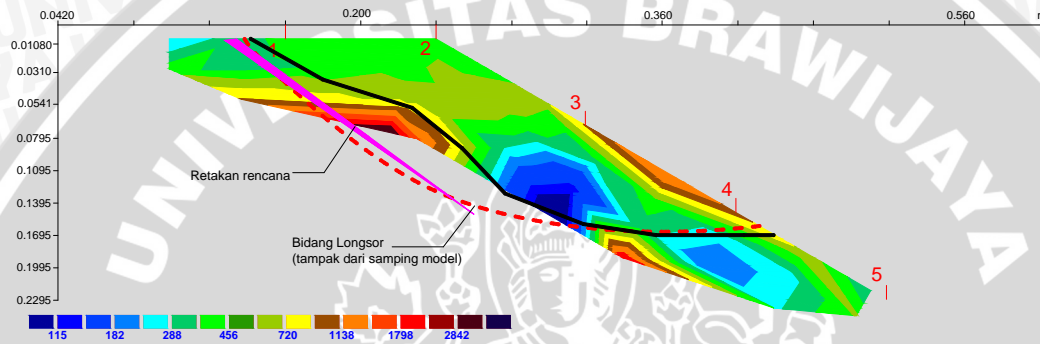 0.0420 0.200 0.360 0.560 m
UNIVERSITAS BRAWIJAYA
0.01080
0.0310
0.0541
0.0795
0.1095
0.1395
0.1695
0.1995
0.2295
1
2
3
4
5
Retakan rencana
Bidang Longsor
(tampak dari samping model)
115 182 288 456 720 1138 1798 2842